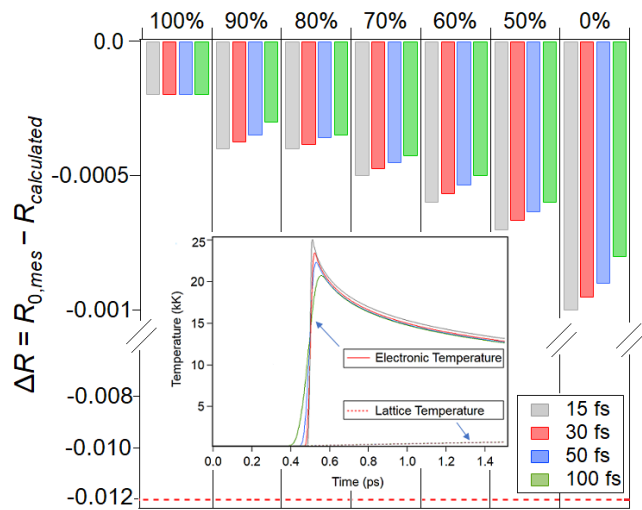 100% 90% 80% 70% 60% 50% 0%
0.0
-0.0005
-0.001
-0.008
-0.010
-0.012
ΔR = R0,mes − Rcalculated
25
20
15
10
5
Temperature (kK)
Electronic Temperature
Lattice Temperature
0.0 0.2 0.4 0.6 0.8 1.0 1.2 1.4
Time (ps)
15 fs
30 fs
50 fs
100 fs